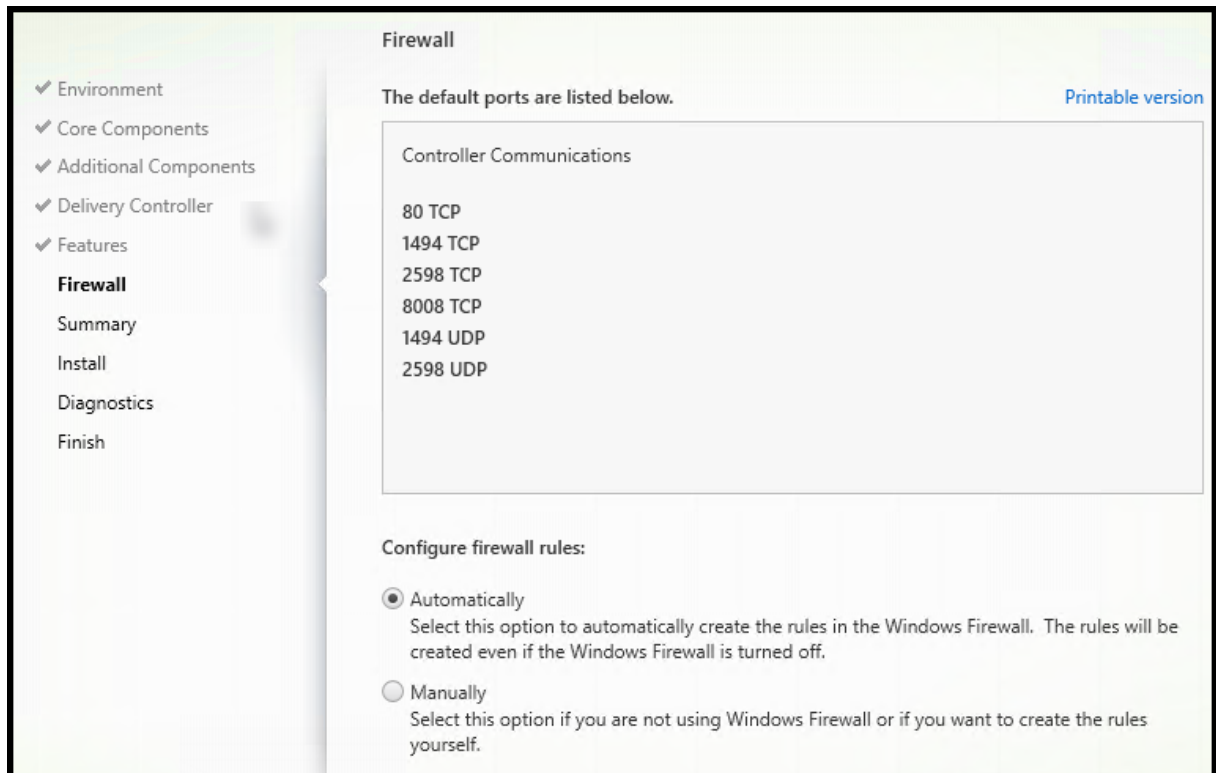 Firewall
Environment
Core Components
Additional Components
Delivery Controller
Features
Firewall
Summary
Install
Diagnostics
Finish
The default ports are listed below.
Printable version
Controller Communications
80 TCP
1494 TCP
2598 TCP
8008 TCP
1494 UDP
2598 UDP
Configure firewall rules:
Automatically
Select this option to automatically create the rules in the Windows Firewall. The rules will be
created even if the Windows Firewall is turned off.
Manually
Select this option if you are not using Windows Firewall or if you want to create the rules
yourself.